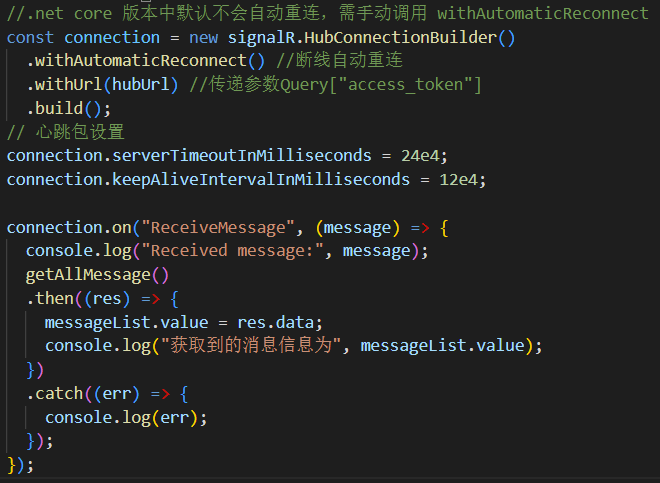 //.net core 版本中默认不会自动重连，需手动调用 withAutomaticReconnect
const connection = new signalR.HubConnectionBuilder()
  .withAutomaticReconnect() //断线自动重连
  .withUrl(hubUrl) //传递参数Query["access_token"]
  .build();
// 心跳包设置
connection.serverTimeoutInMilliseconds = 24e4;
connection.keepAliveIntervalInMilliseconds = 12e4;

connection.on("ReceiveMessage", (message) => {
  console.log("Received message:", message);
  getAllMessage()
  .then((res) => {
    messageList.value = res.data;
    console.log("获取到的消息信息为", messageList.value);
  })
  .catch((err) => {
    console.log(err);
  });
});